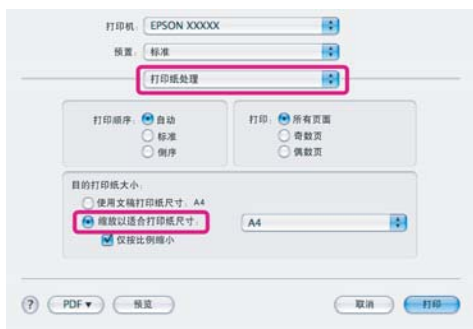 打印机: EPSON XXXXX
预置: 标准
打印纸处理
打印顺序: 自动 打印: 所有页面
标准 奇数页
倒序 偶数页
目的打印纸大小:
使用文稿打印纸尺寸: A4
缩放以适合打印纸尺寸: A4
仅按比例缩小
? PDF▼ 预览 取消 打印